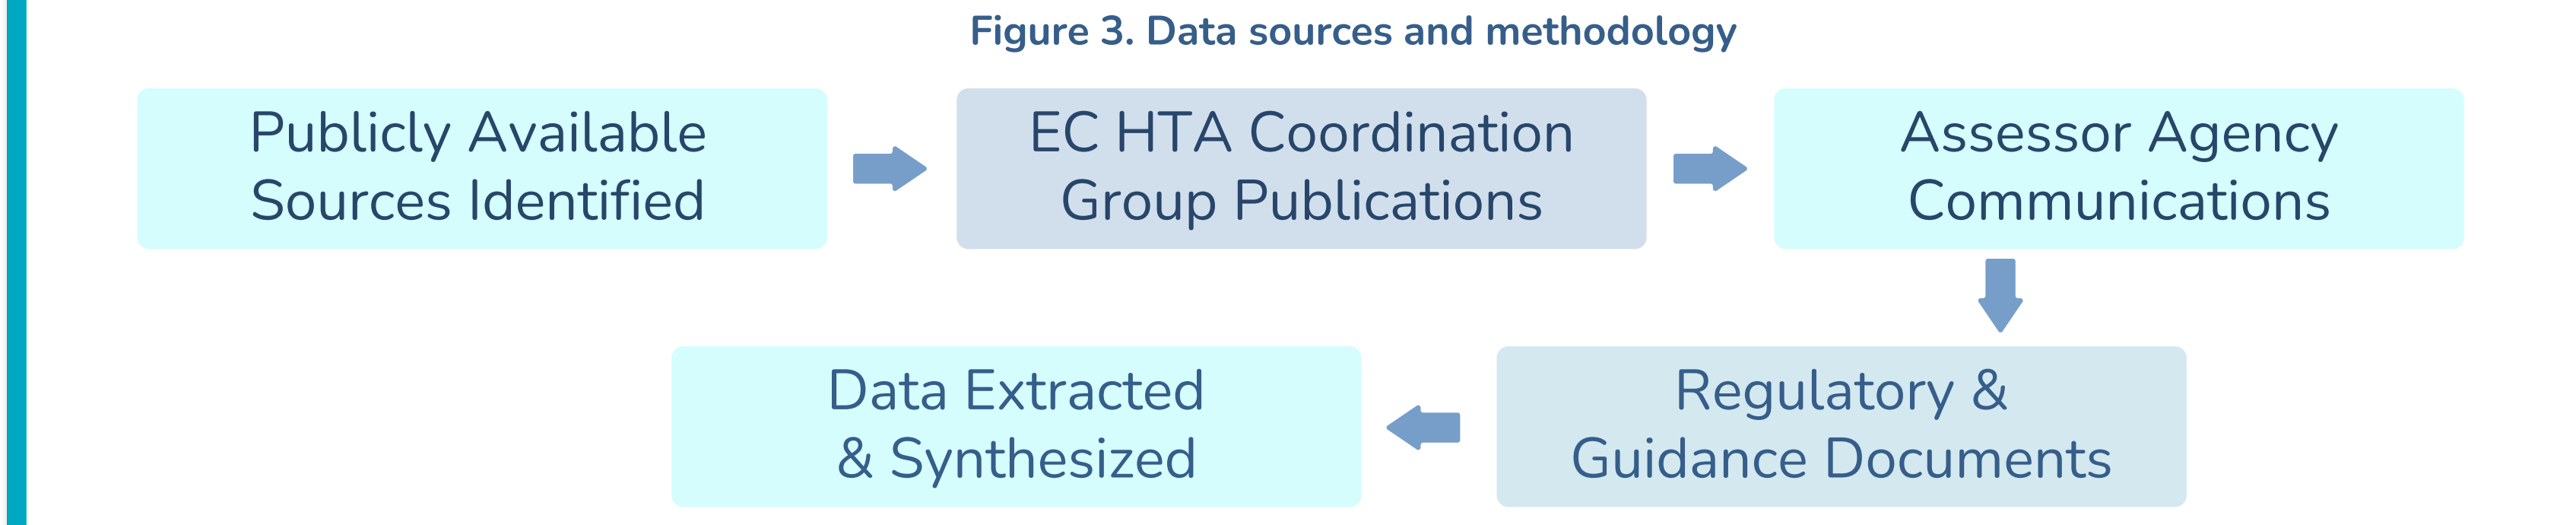 Figure 3. Data sources and methodology
Publicly Available
Sources Identified
EC HTA Coordination
Group Publications
Assessor Agency
Communications
Regulatory &
Guidance Documents
Data Extracted
& Synthesized